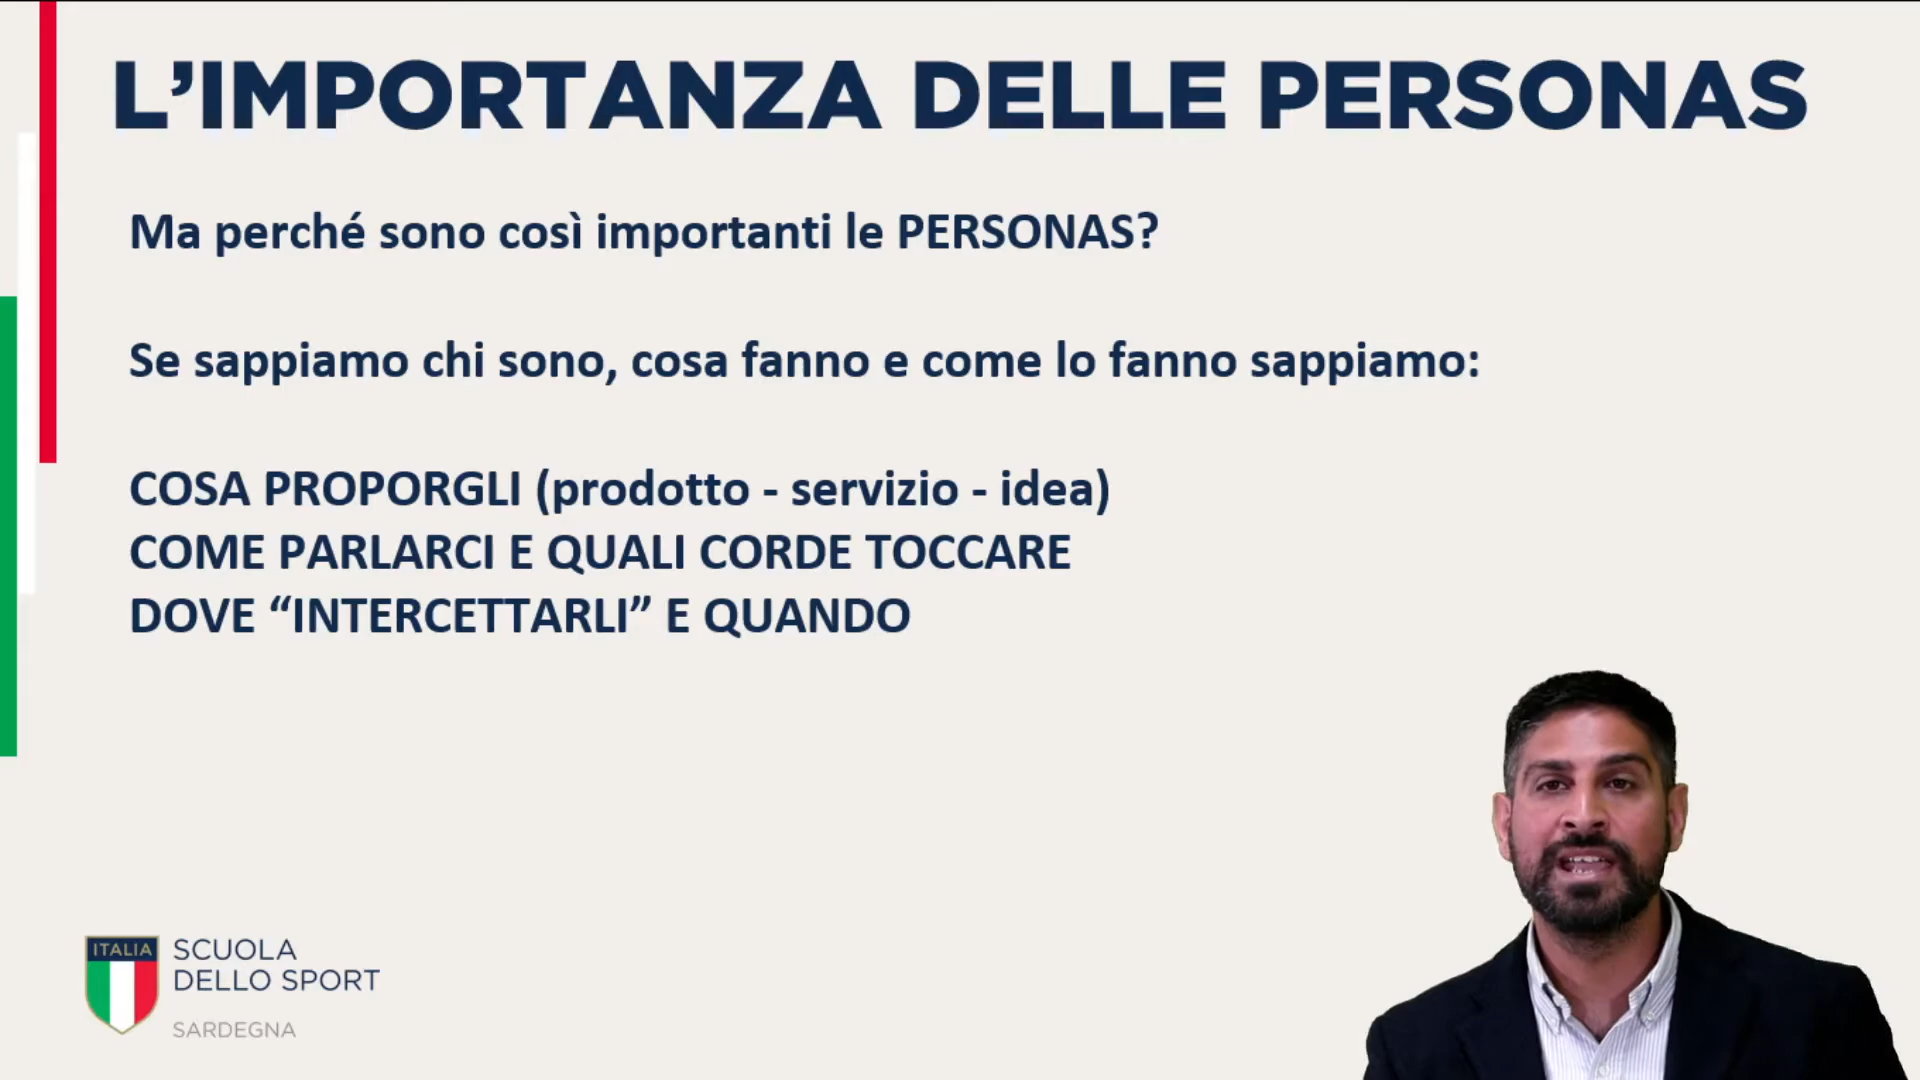 L’IMPORTANZA DELLE PERSONAS
Ma perché sono così importanti le PERSONAS?
Se sappiamo chi sono, cosa fanno e come lo fanno sappiamo:
COSA PROPORGLI (prodotto - servizio - idea)
COME PARLARCI E QUALI CORDE TOCCARE
DOVE “INTERCETTARLI” E QUANDO
ITALIA
SCUOLA
DELLO SPORT
SARDEGNA